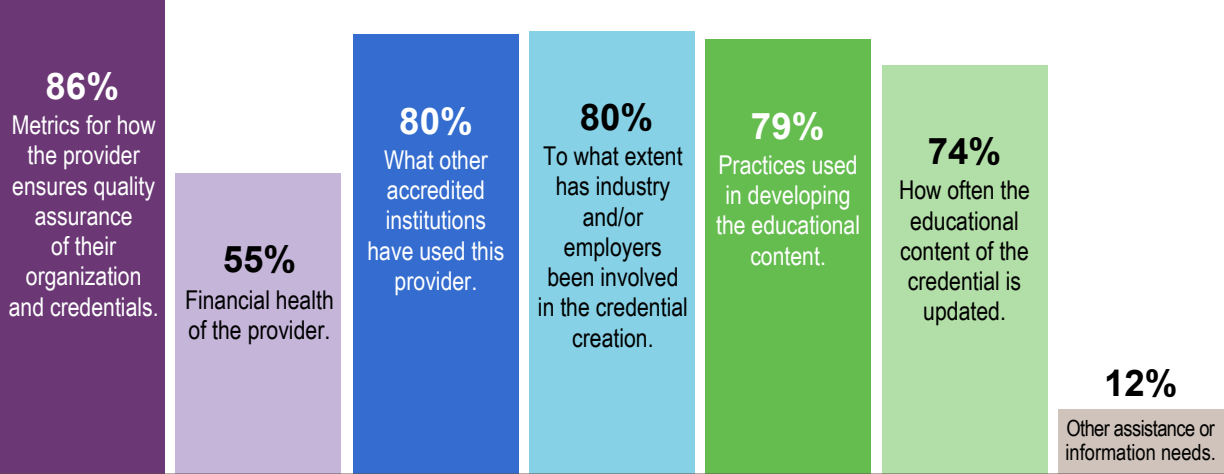 86%
Metrics for how
the provider
ensures quality
assurance
of their
organization
and credentials.
55%
Financial health
of the provider.
80%
What other
accredited
institutions
have used this
provider.
80%
To what extent
has industry
and/or
employers
been involved
in the credential
creation.
79%
Practices used
in developing
the educational
content.
74%
How often the
educational
content of the
credential is
updated.
12%
Other assistance or
information needs.